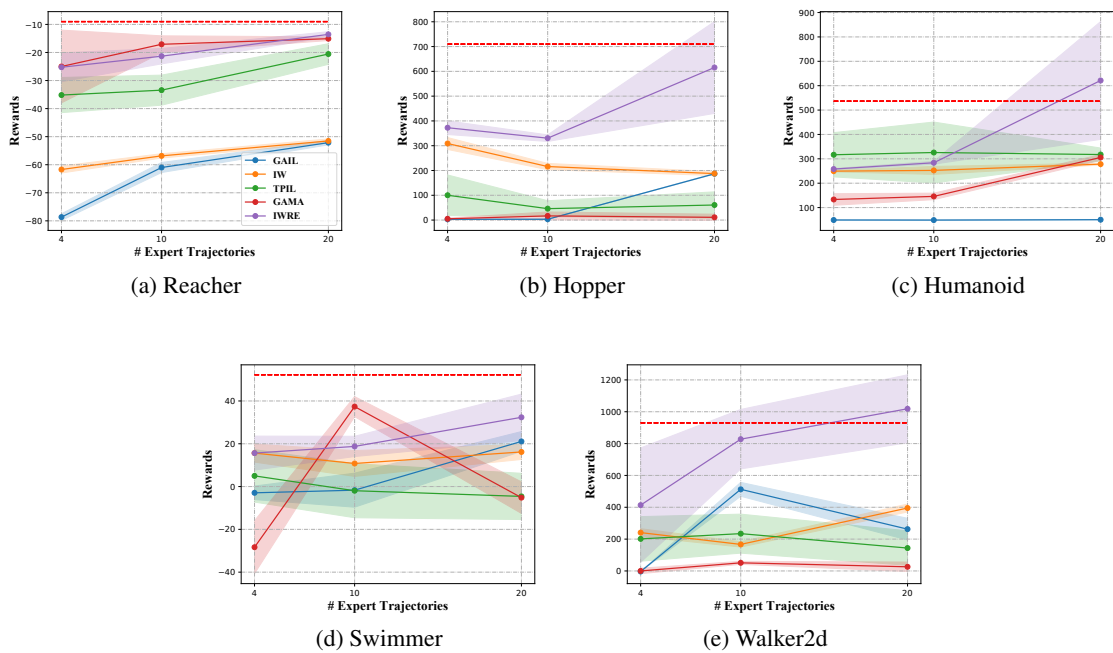 −10
−20
−30
−40
−50
−60
−70
−80
Rewards
4
10
20
# Expert Trajectories
GAIL
IW
TPIL
GAMA
IWRE
(a) Reacher
800
700
600
500
400
300
200
100
0
Rewards
4
10
20
# Expert Trajectories
(b) Hopper
900
800
700
600
500
400
300
200
100
Rewards
4
10
20
# Expert Trajectories
(c) Humanoid
40
20
0
−20
−40
Rewards
4
10
20
# Expert Trajectories
(d) Swimmer
1200
1000
800
600
400
200
0
Rewards
4
10
20
# Expert Trajectories
(e) Walker2d